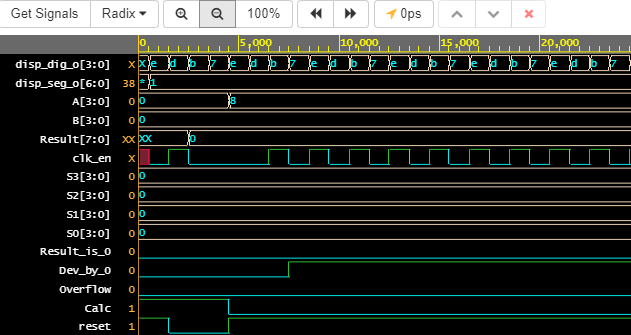 Get Signals Radix 100% 0ps
0 5,000 10,000 15,000 20,000
disp_dig_o[3:0] X X e d b 7 e d b 7 e d b 7 e d b 7 e d b 7 e d b 7
disp_seg_o[6:0] 38 * 1
A[3:0] 0 0 8
B[3:0] 0 0
Result[7:0] XX XX 0
clk_en X
S3[3:0] 0 0
S2[3:0] 0 0
S1[3:0] 0 0
S0[3:0] 0 0
Result_is_0 0
Dev_by_0 0
Overflow 0
Calc 1
reset 1